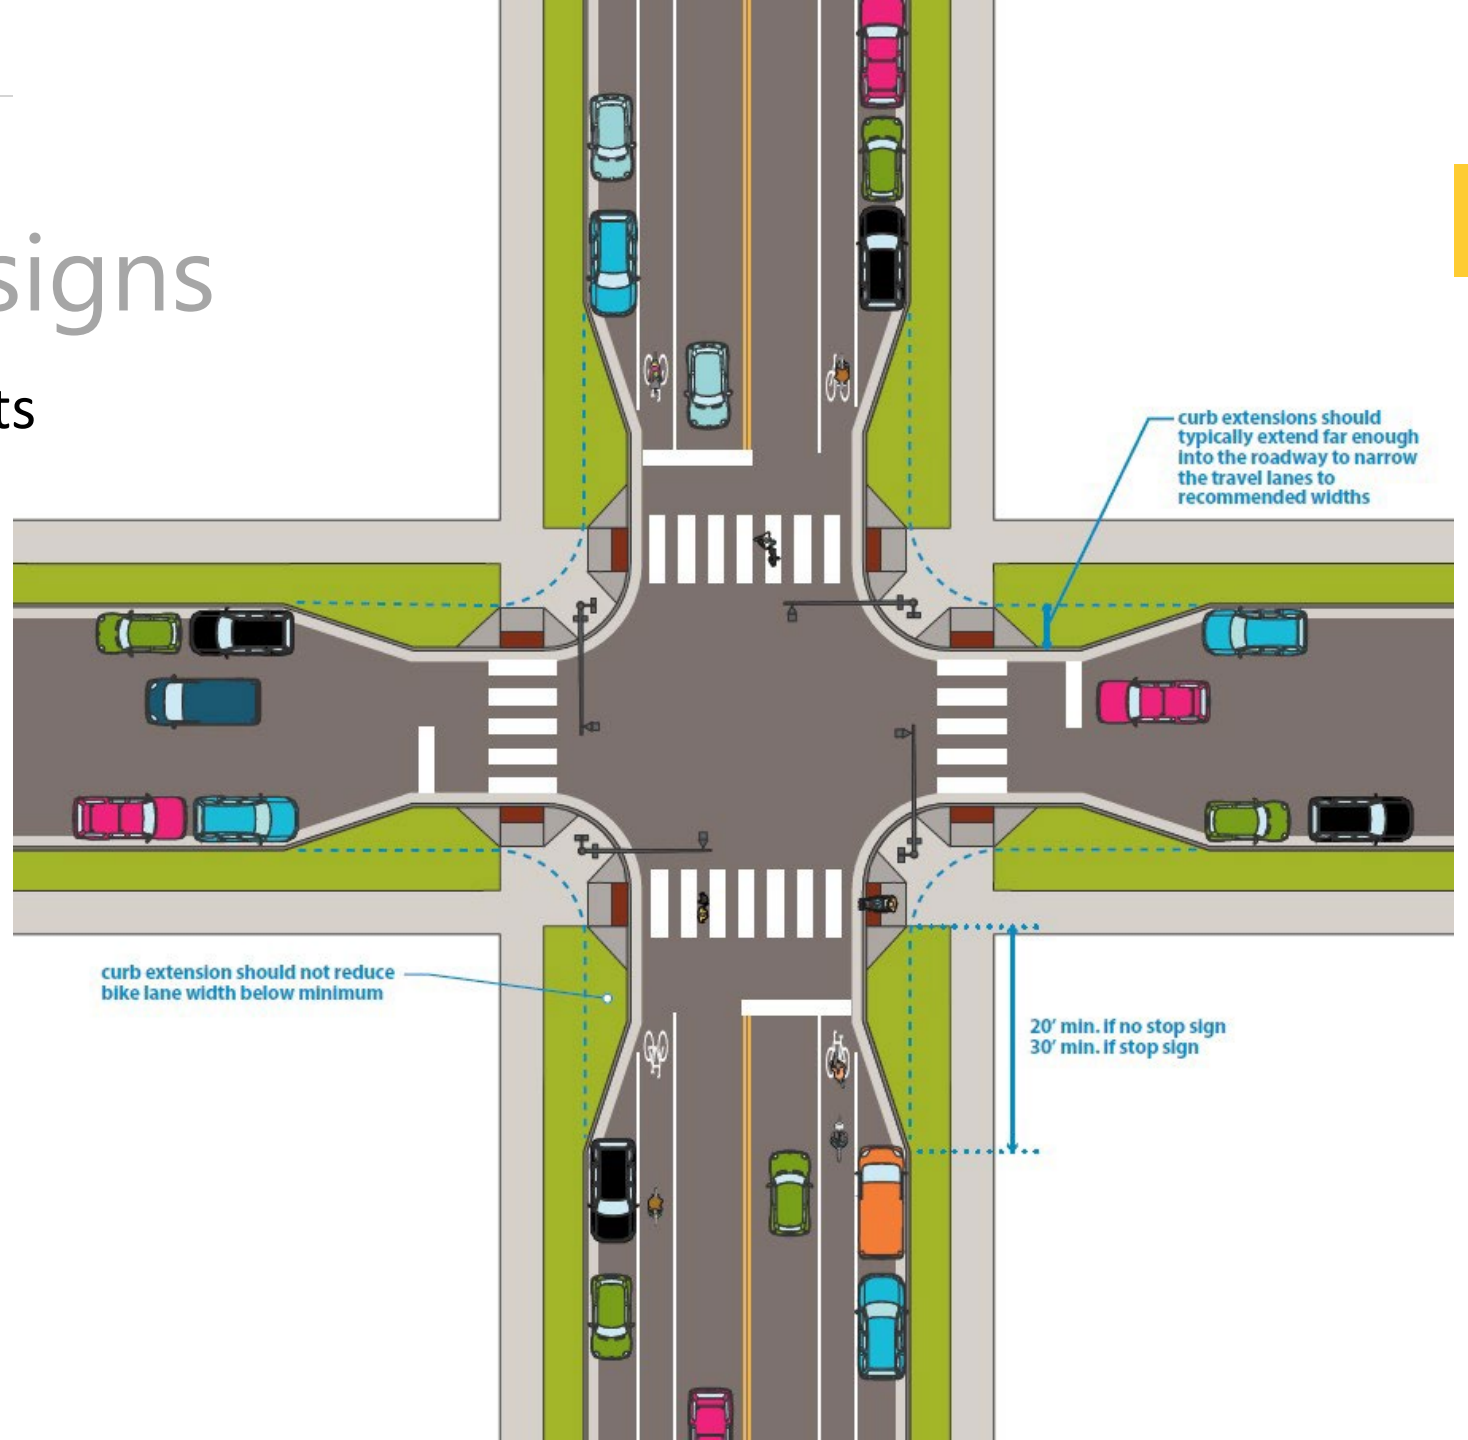 signs
ts
curb extensions should
typically extend far enough
into the roadway to narrow
the travel lanes to
recommended widths
curb extension should not reduce
bike lane width below minimum
20’ min. if no stop sign
30’ min. if stop sign